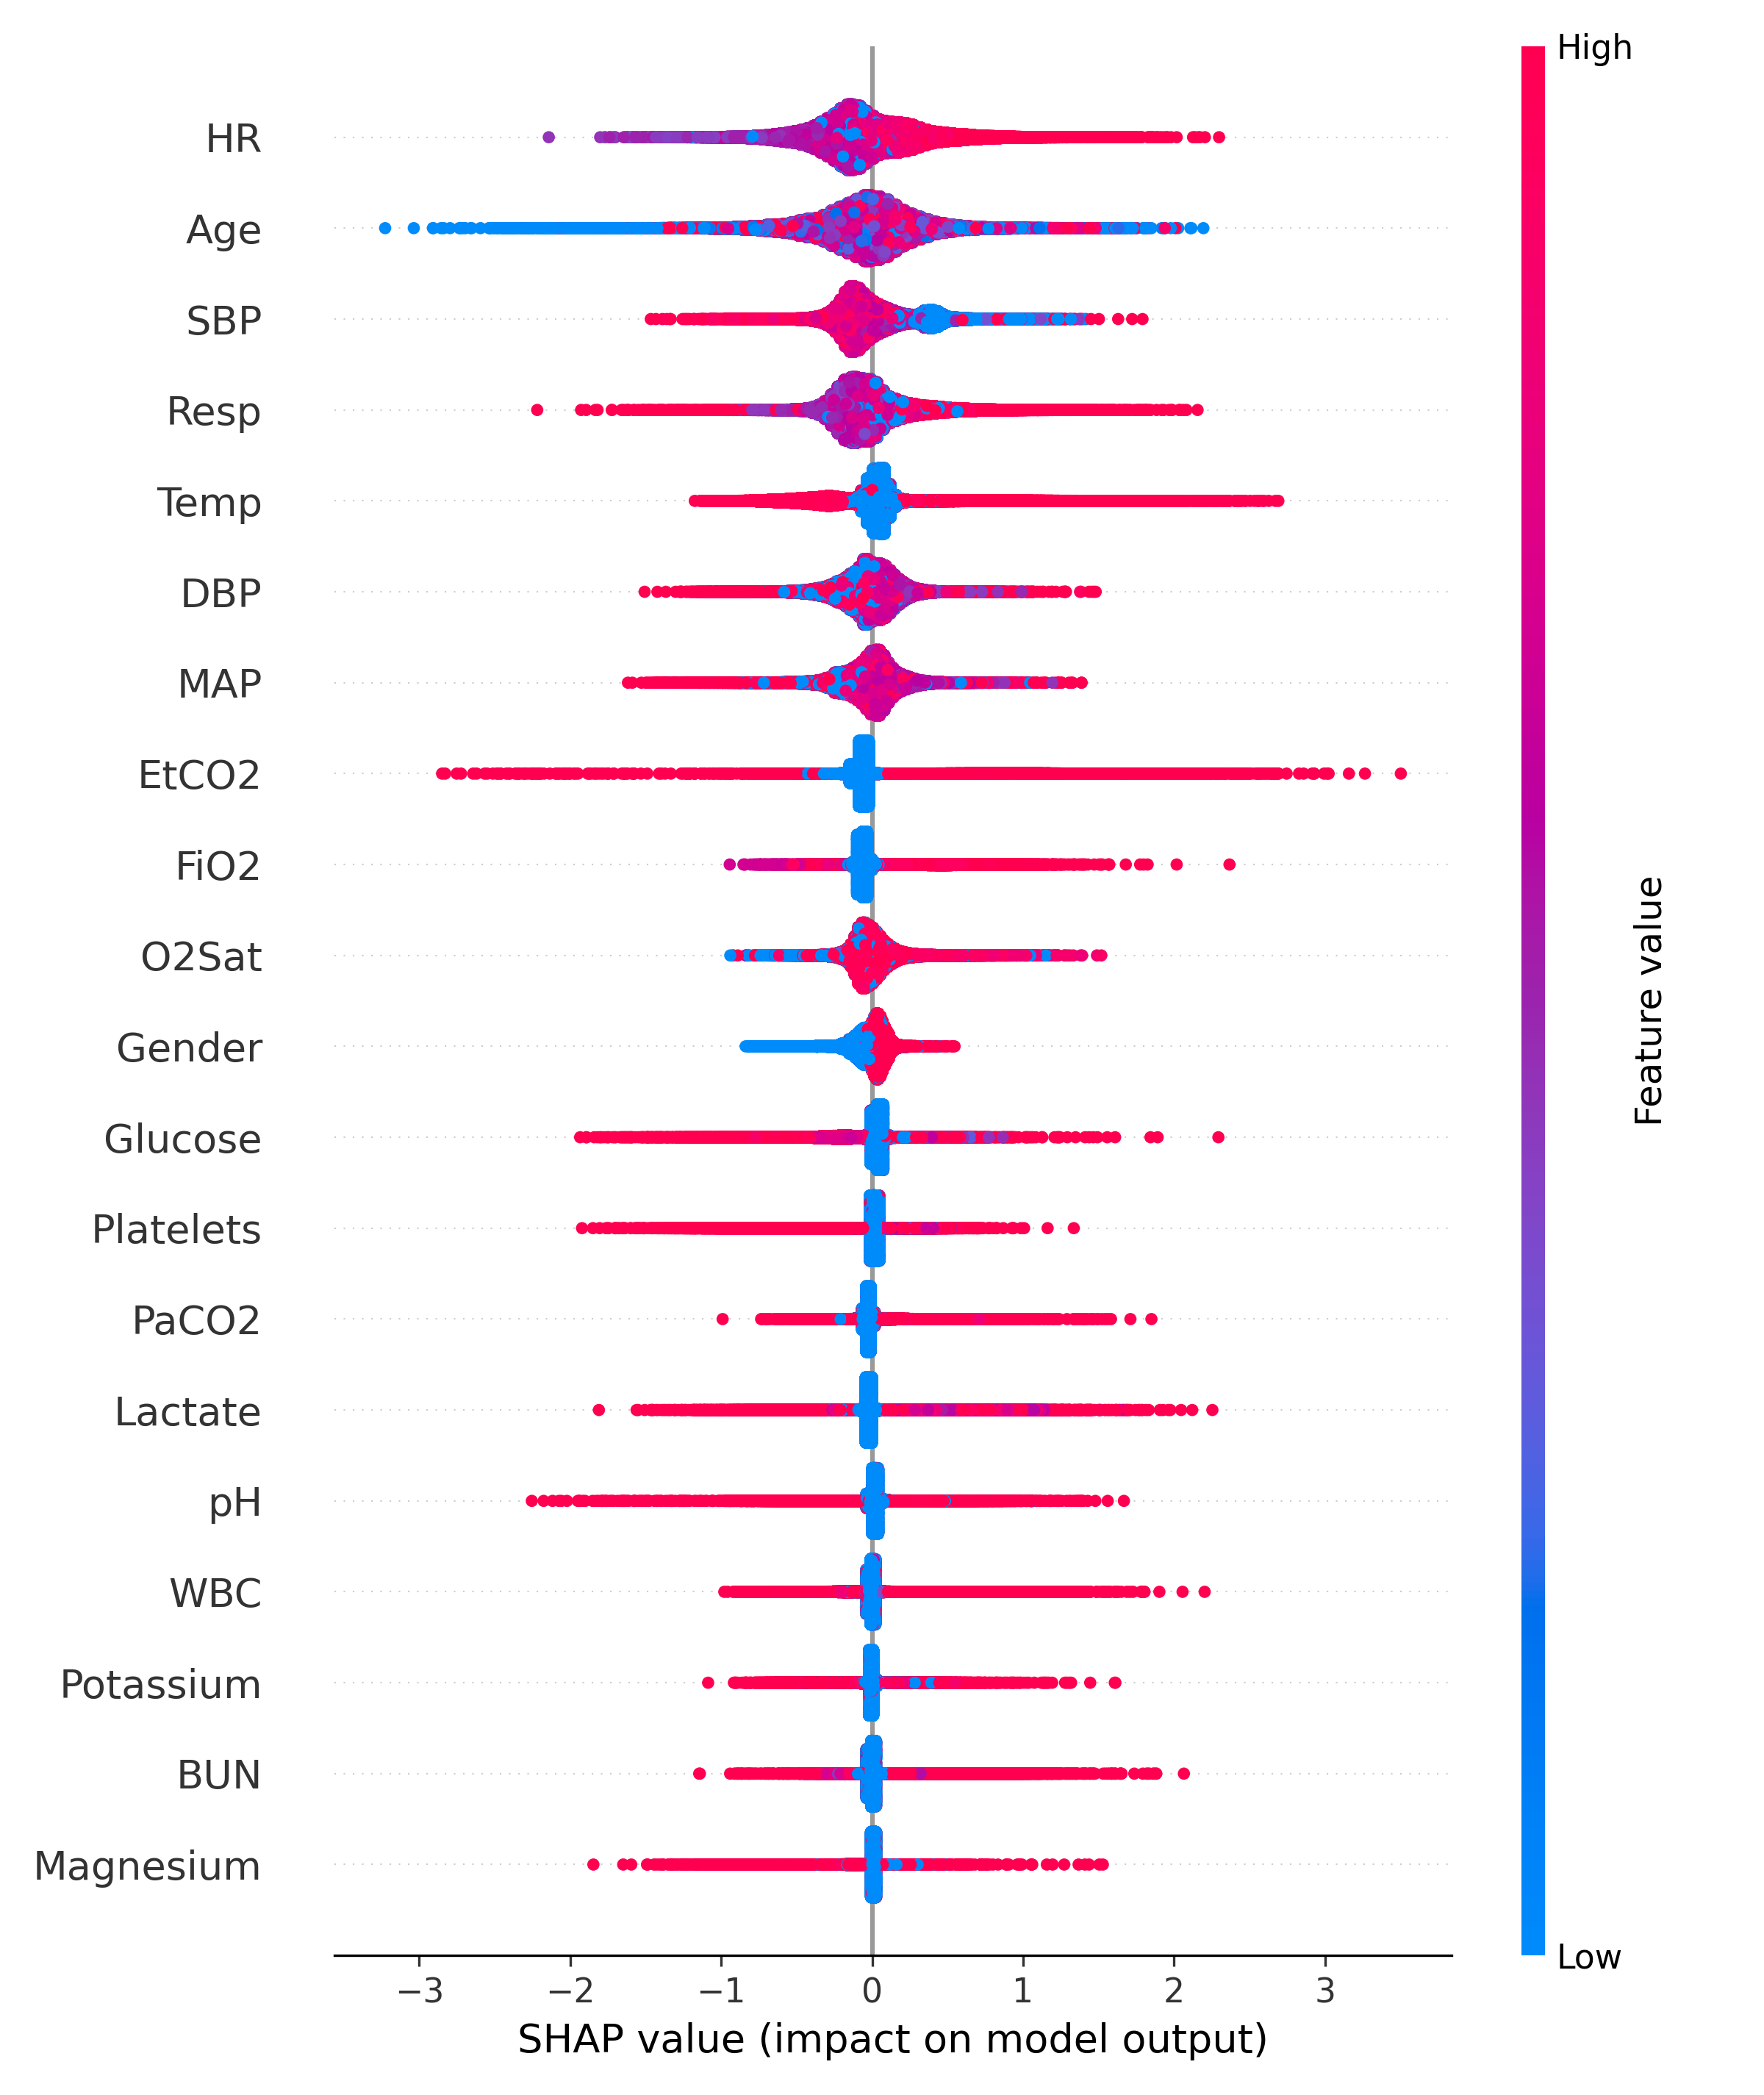 High
HR
Age
SBP
Resp
Temp
DBP
MAP
EtCO2
FiO2
O2Sat
Gender
Glucose
Platelets
PaCO2
Lactate
pH
WBC
Potassium
BUN
Magnesium
Feature value
Low
−3 −2 −1 0 1 2 3
SHAP value (impact on model output)